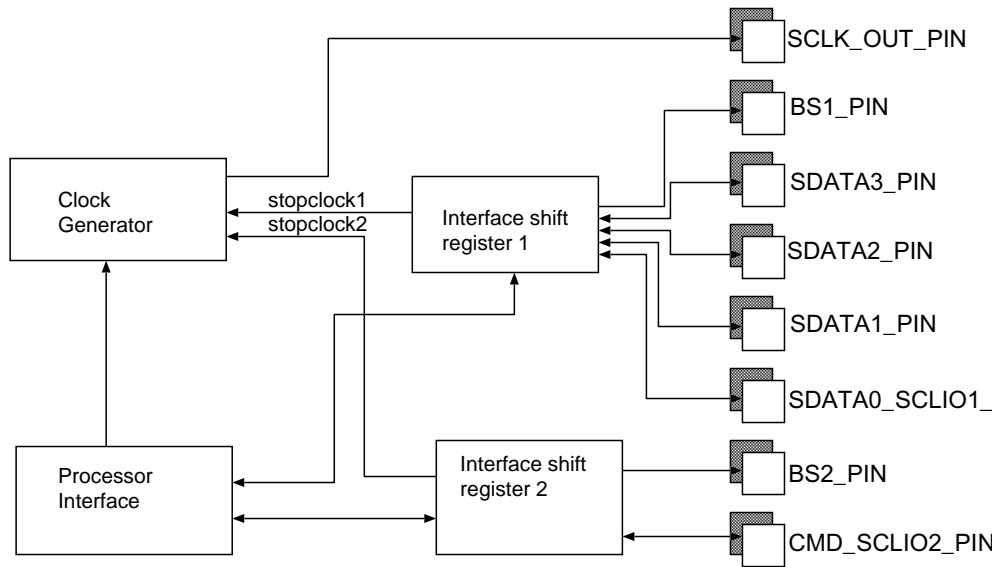 SCLK_OUT_PIN
BS1_PIN
SDATA3_PIN
Clock
Generator
stopclock1
stopclock2
Interface shift
register 1
SDATA2_PIN
SDATA1_PIN
SDATA0_SCLIO1_
Processor
Interface
Interface shift
register 2
BS2_PIN
CMD_SCLIO2_PIN